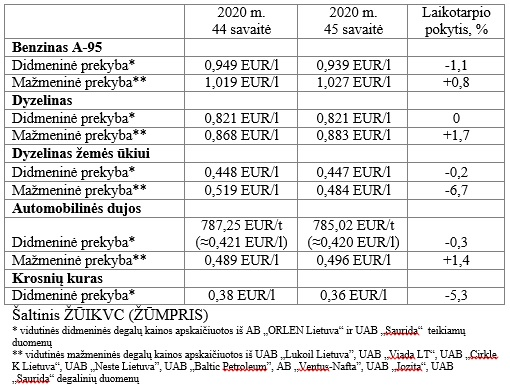 2020 m. 44 savaitė 2020 m. 45 savaitė Laikotarpio pokytis, %
Benzinas A-95
Didmeninė prekyba* 0,949 EUR/l 0,939 EUR/l -1,1
Mažmeninė prekyba** 1,019 EUR/l 1,027 EUR/l +0,8
Dyzelinas
Didmeninė prekyba* 0,821 EUR/l 0,821 EUR/l 0
Mažmeninė prekyba** 0,868 EUR/l 0,883 EUR/l +1,7
Dyzelinas žemės ūkiui
Didmeninė prekyba* 0,448 EUR/l 0,447 EUR/l -0,2
Mažmeninė prekyba** 0,519 EUR/l 0,484 EUR/l -6,7
Automobilinės dujos
Didmeninė prekyba* 787,25 EUR/t (≈0,421 EUR/l) 785,02 EUR/t (≈0,420 EUR/l) -0,3
Mažmeninė prekyba** 0,489 EUR/l 0,496 EUR/l +1,4
Krosnių kuras
Didmeninė prekyba* 0,38 EUR/l 0,36 EUR/l -5,3
Šaltinis ŽŪIKVC (ŽŪMPRIS)
* vidutinės didmeninės degalų kainos apskaičiuotos iš AB „ORLEN Lietuva“ ir UAB „Saurida“ teikiamų
duomenų
** vidutinės mažmeninės degalų kainos apskaičiuotos iš UAB „Lukoil Lietuva”, UAB „Viada LT“, UAB „Cirkle
K Lietuva“, UAB „Neste Lietuva”, UAB „Baltic Petroleum”, AB „Ventus-Nafta”, UAB „Jozita”, UAB
„Saurida” degalinių duomenų